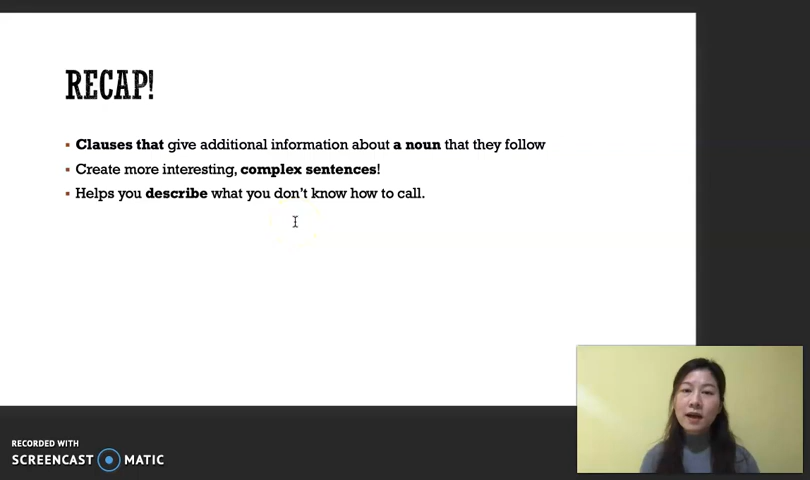 RECAP!
Clauses that give additional information about a noun that they follow
Create more interesting, complex sentences!
Helps you describe what you don't know how to call.
RECORDED WITH
SCREENCAST MATIC